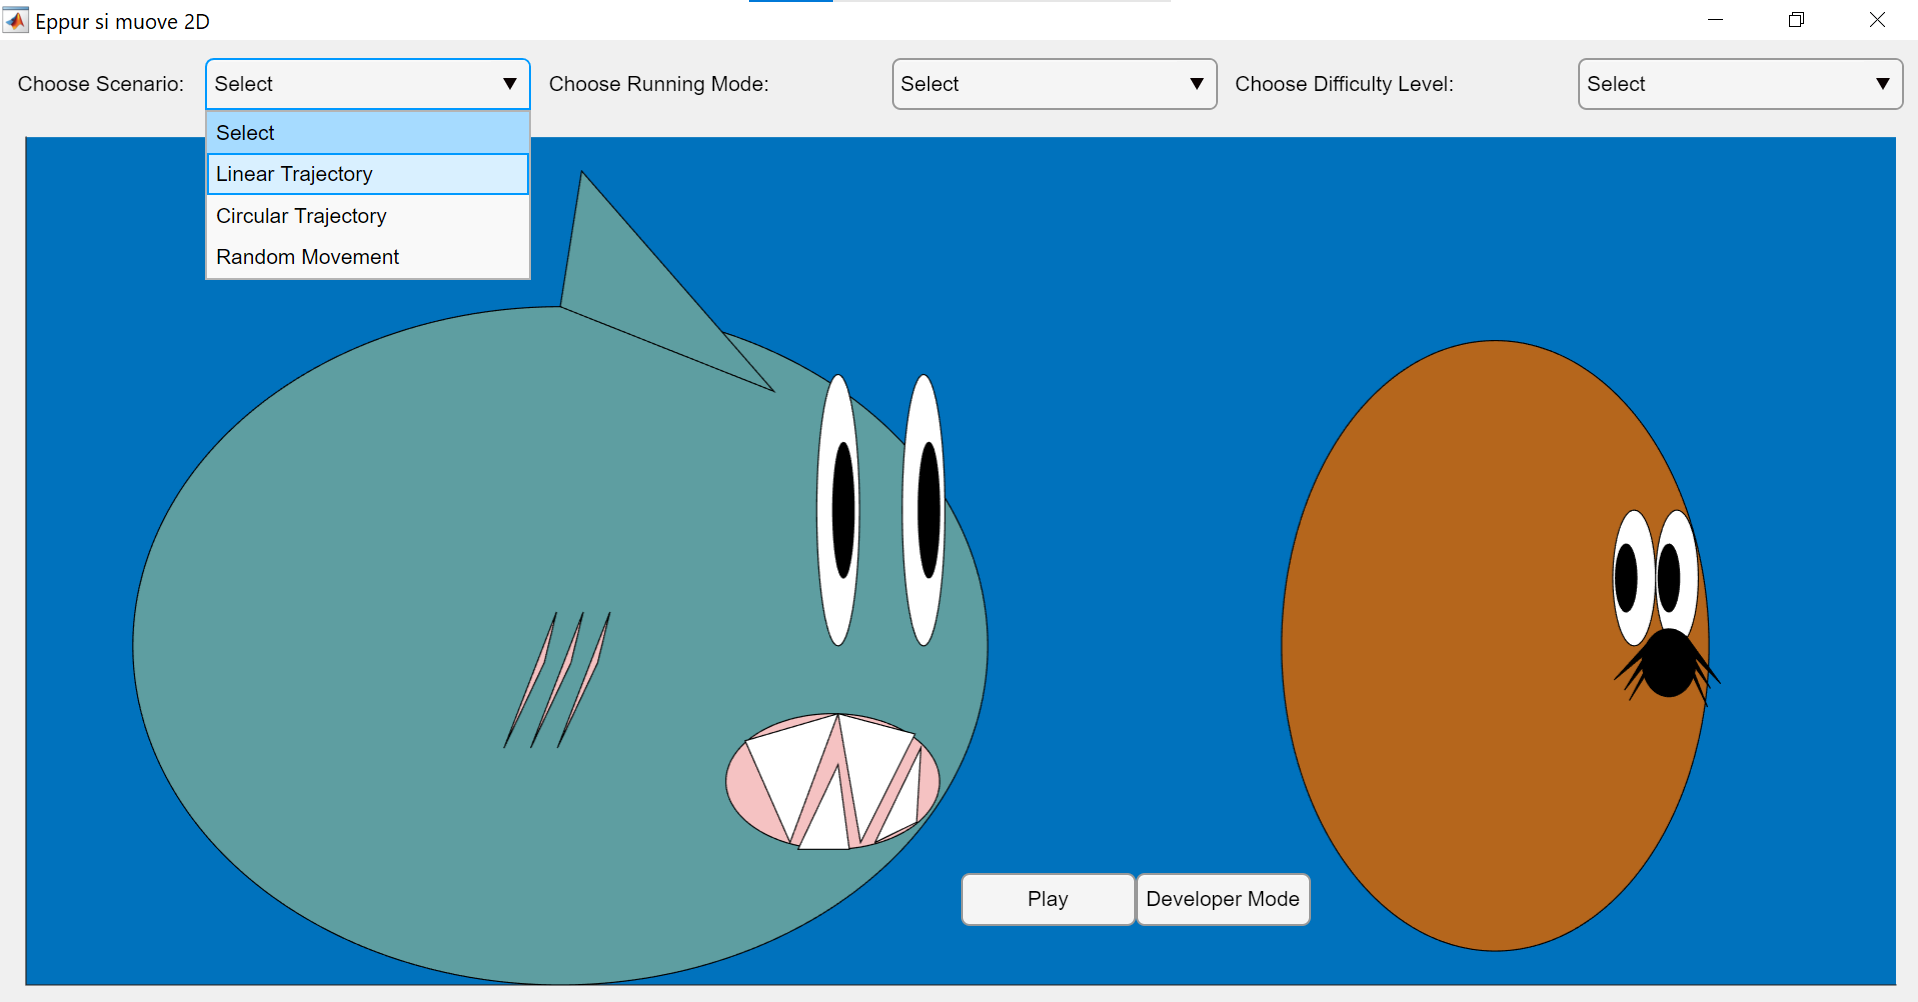 Eppur si muove 2D
Choose Scenario: Select Choose Running Mode: Select Choose Difficulty Level: Select
Select
Linear Trajectory
Circular Trajectory
Random Movement
Play Developer Mode